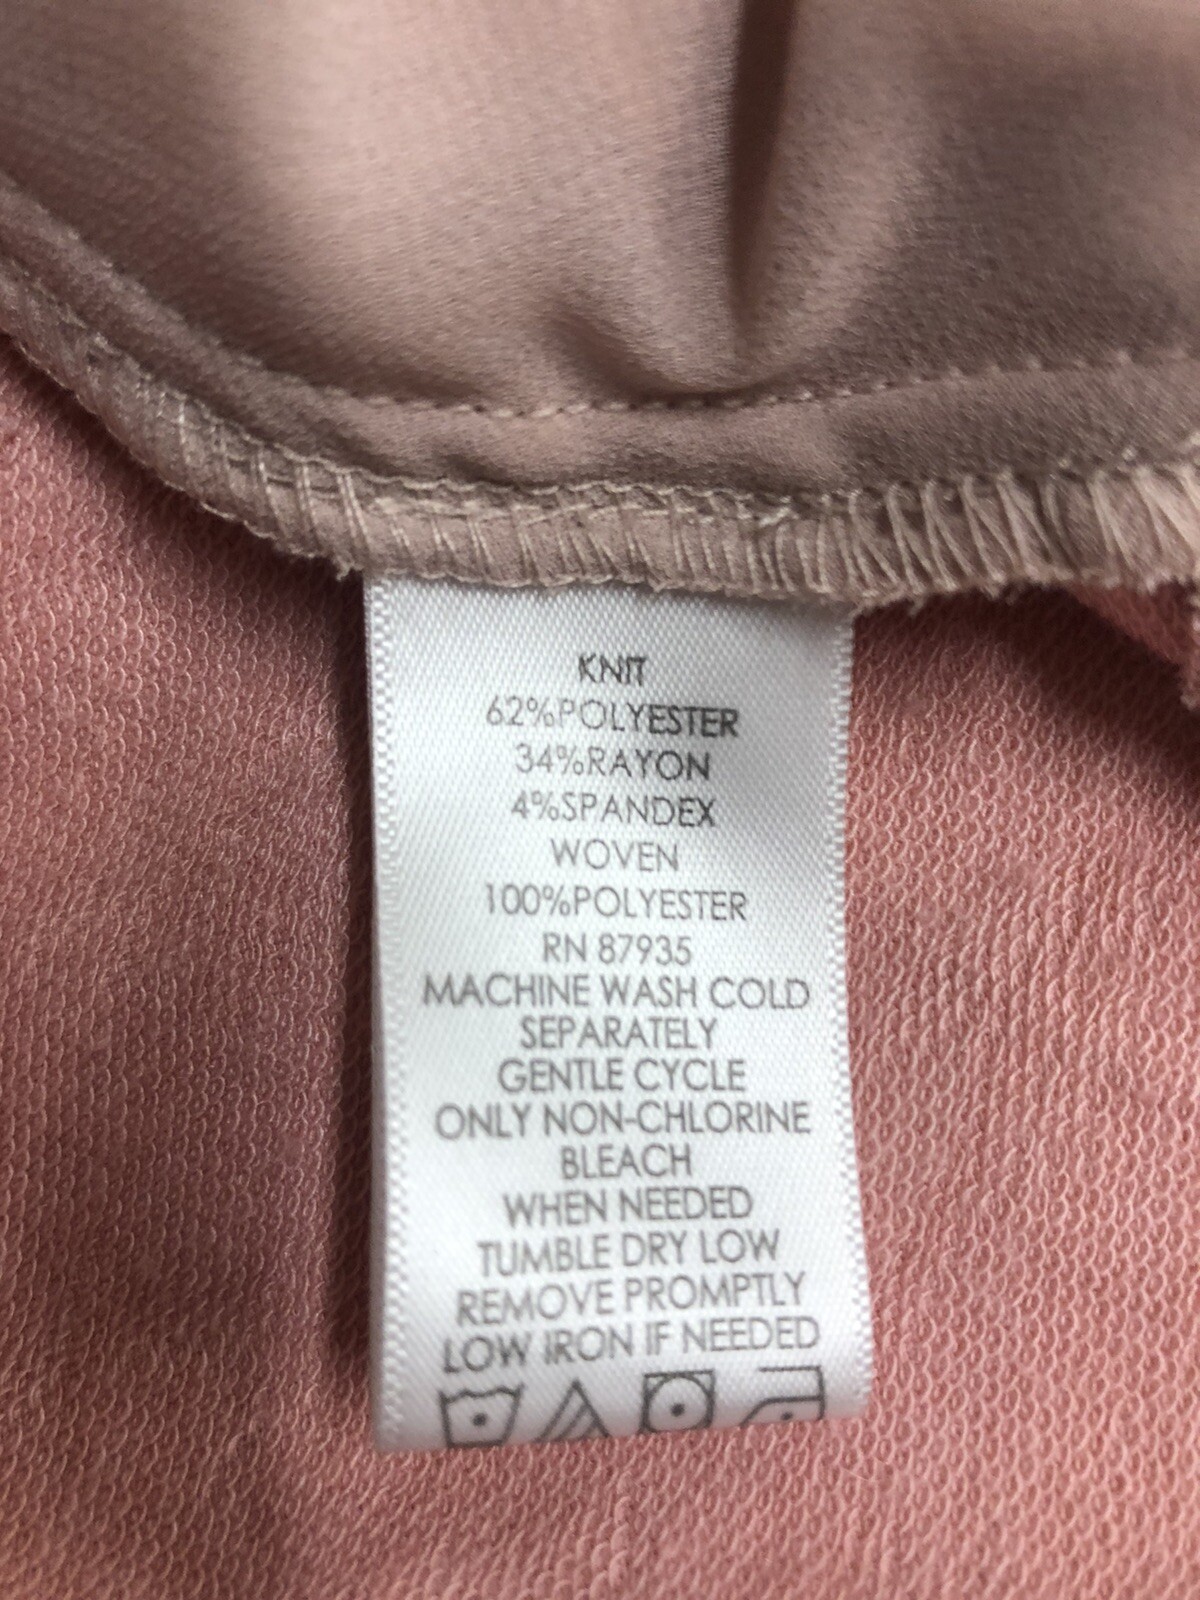 KNIT
62%POLYESTER
34%RAYON
4%SPANDEX
WOVEN
100%POLYESTER
RN 87935
MACHINE WASH COLD
SEPARATELY
GENTLE CYCLE
ONLY NON-CHLORINE
BLEACH
WHEN NEEDED
TUMBLE DRY LOW
REMOVE PROMPTLY
LOW IRON IF NEEDED